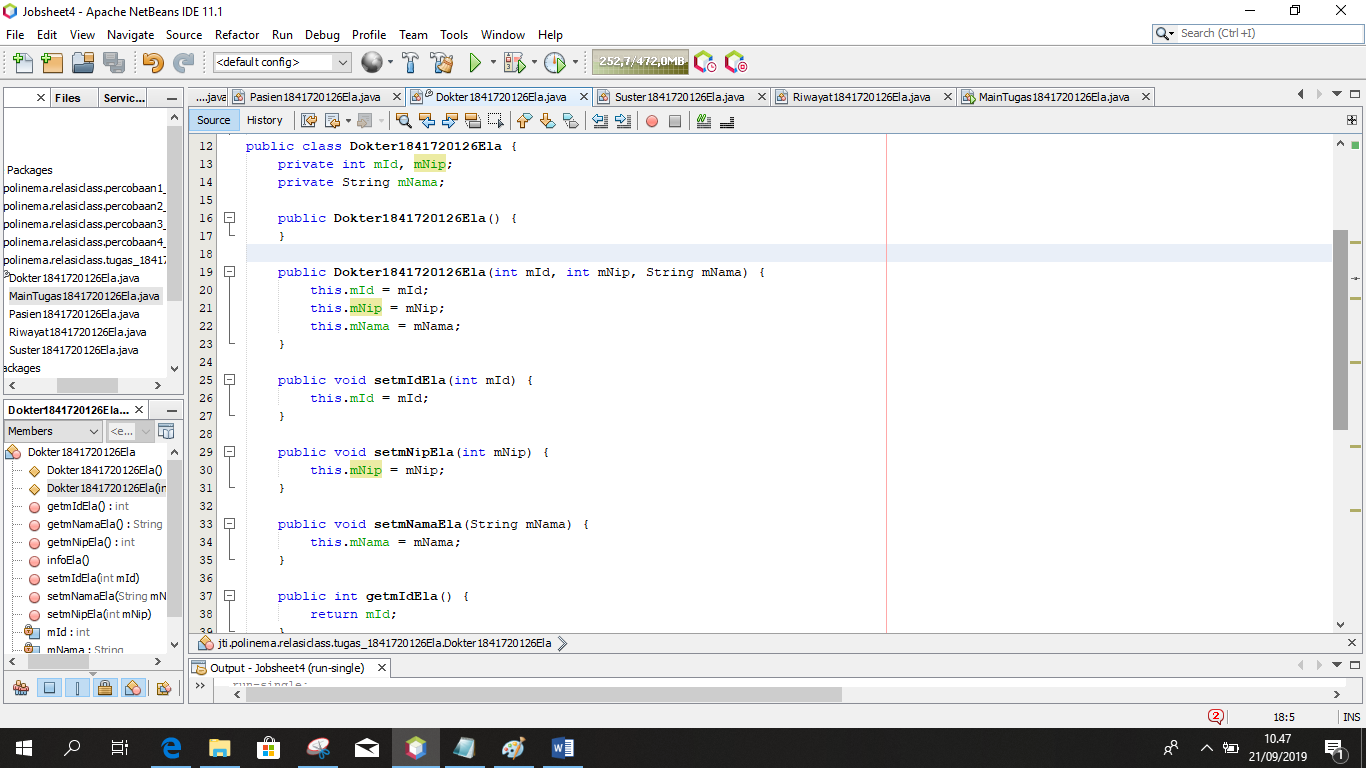 Jobsheet4 - Apache NetBeans IDE 11.1
File Edit View Navigate Source Refactor Run Debug Profile Team Tools Window Help
Search (Ctrl+I)
<default config>
252,7/472,0MB
Files Servic...
....java Pasien1841720126Ela.java Dokter1841720126Ela.java Suster1841720126Ela.java Riwayat1841720126Ela.java MainTugas1841720126Ela.java
Source History
Packages
polinema.relasiclass.percobaan1_
polinema.relasiclass.percobaan2_
polinema.relasiclass.percobaan3_
polinema.relasiclass.percobaan4_
polinema.relasiclass.tugas_18417
Dokter1841720126Ela.java
MainTugas1841720126Ela.java
Pasien1841720126Ela.java
Riwayat1841720126Ela.java
Suster1841720126Ela.java
ackages
Dokter1841720126Ela...
Members <e...
Dokter1841720126Ela
Dokter1841720126Ela()
Dokter1841720126Ela(in
getmIdEla() : int
getmNamaEla() : String
getmNipEla() : int
infoEla()
setmIdEla(int mId)
setmNamaEla(String mN
setmNipEla(int mNip)
mId : int
mNama : String
12 public class Dokter1841720126Ela {
13 private int mId, mNip;
14 private String mNama;
15
16 public Dokter1841720126Ela() {
17 }
18
19 public Dokter1841720126Ela(int mId, int mNip, String mNama) {
20 this.mId = mId;
21 this.mNip = mNip;
22 this.mNama = mNama;
23 }
24
25 public void setmIdEla(int mId) {
26 this.mId = mId;
27 }
28
29 public void setmNipEla(int mNip) {
30 this.mNip = mNip;
31 }
32
33 public void setmNamaEla(String mNama) {
34 this.mNama = mNama;
35 }
36
37 public int getmIdEla() {
38 return mId;
39 }
jti.polinema.relasiclass.tugas_1841720126Ela.Dokter1841720126Ela
Output - Jobsheet4 (run-single)
run-single:
2 18:5 INS
10.47
21/09/2019
1